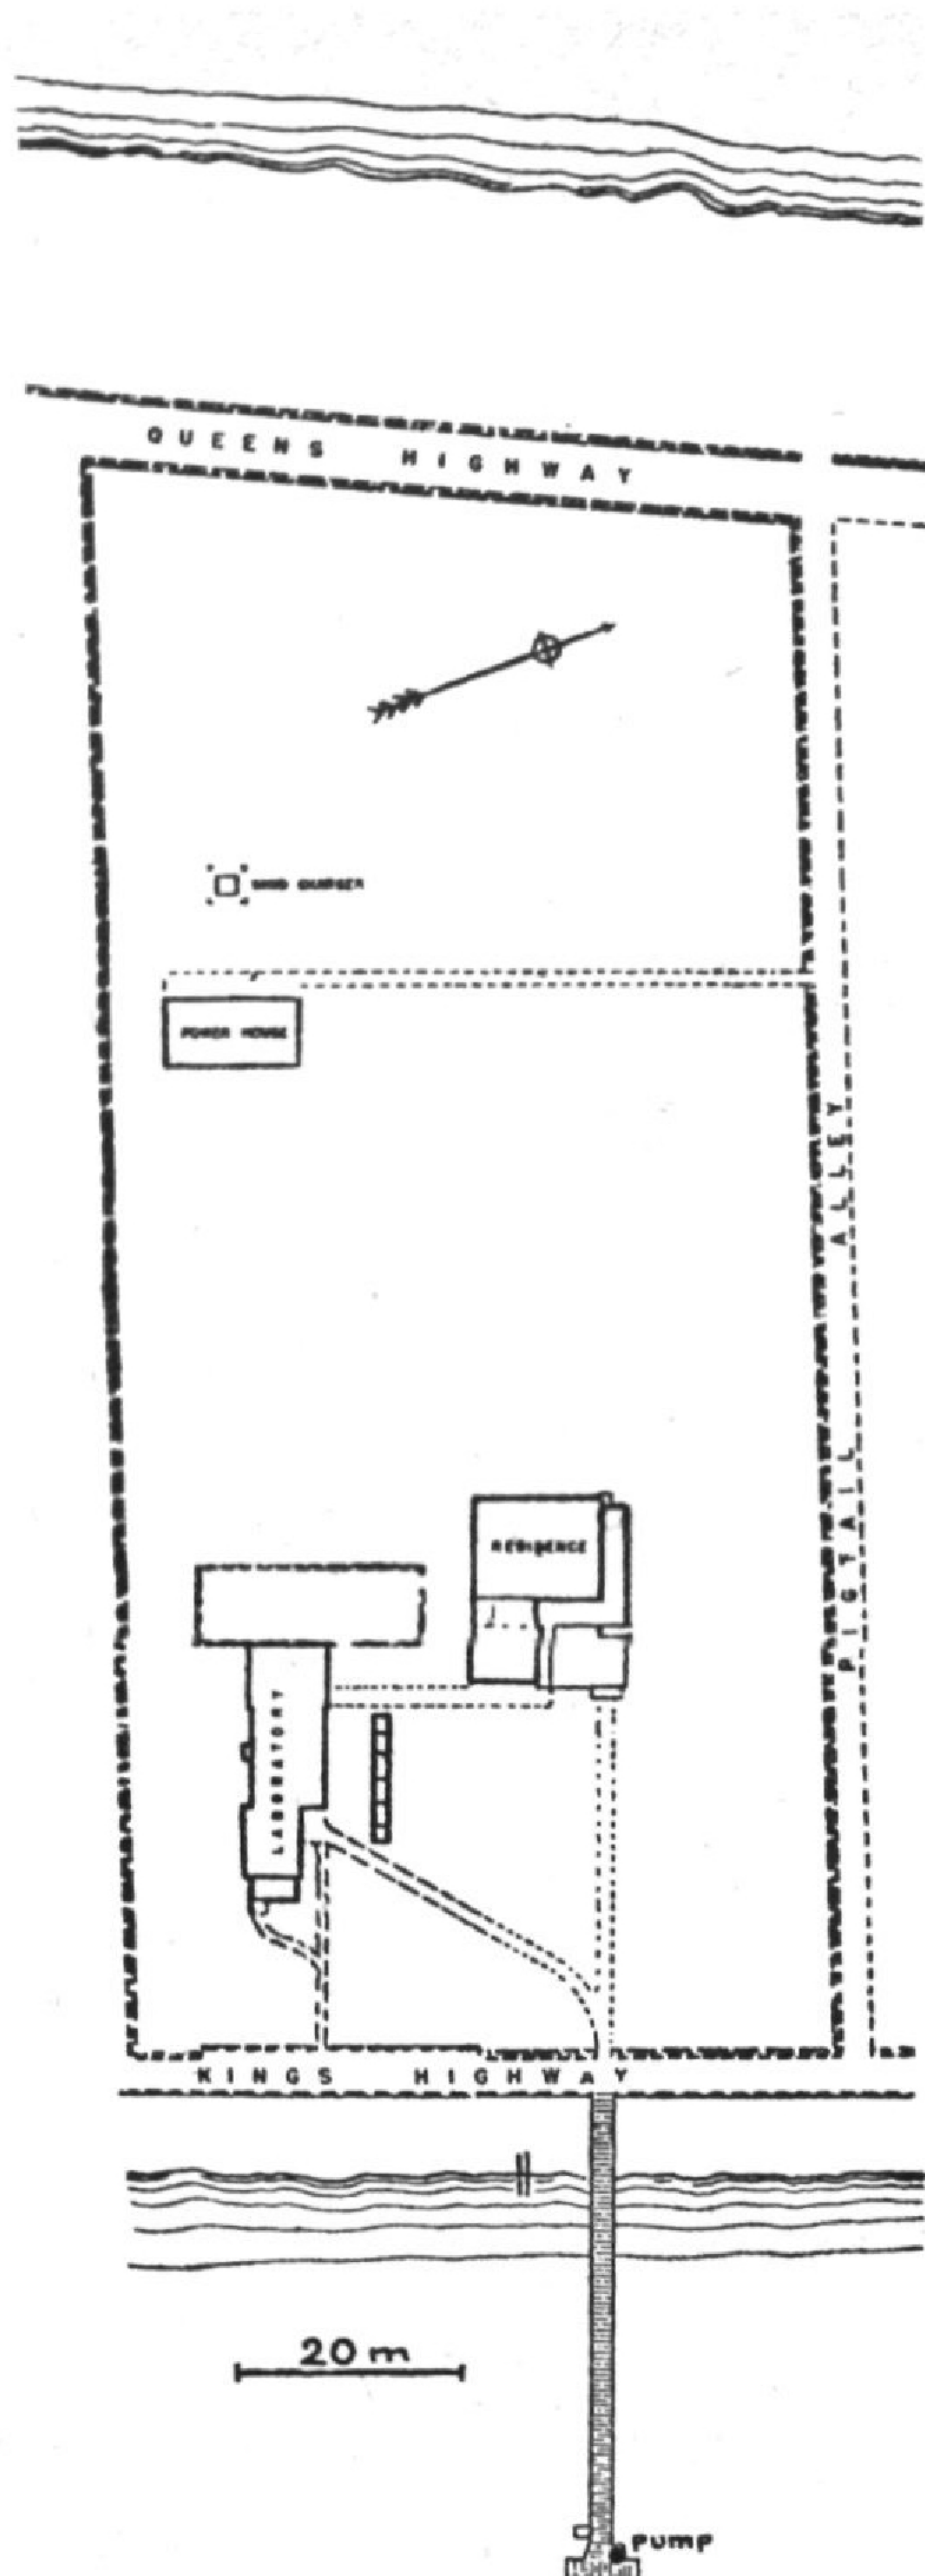 QUEENS HIGHWAY
POWER HOUSE
PIGTAIL ALLEY
RESIDENCE
LABORATORY
KINGS HIGHWAY
20 m
pump